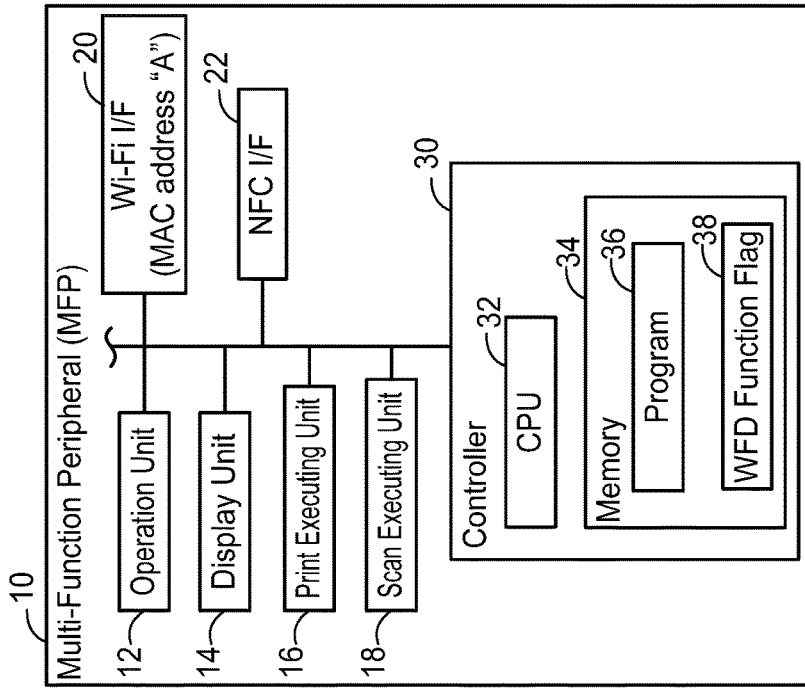 10
Multi-Function Peripheral (MFP)
12
Operation Unit
14
Display Unit
16
Print Executing Unit
18
Scan Executing Unit
20
Wi-Fi I/F
(MAC address “A”)
22
NFC I/F
30
Controller
32
CPU
34
Memory
36
Program
38
WFD Function Flag